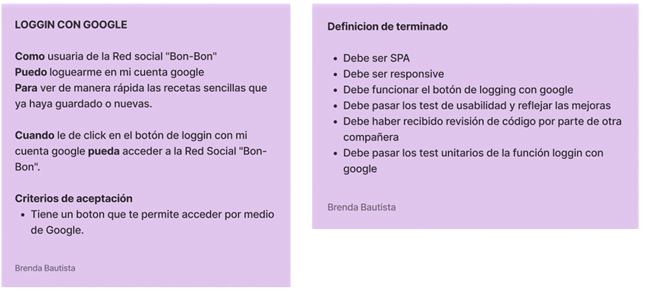 LOGGIN CON GOOGLE
Como usuaria de la Red social "Bon-Bon"
Puedo loguearme en mi cuenta google
Para ver de manera rápida las recetas sencillas que
ya haya guardado o nuevas.
Cuando le de click en el botón de loggin con mi
cuenta google pueda acceder a la Red Social "Bon-
Bon".
Criterios de aceptación
• Tiene un boton que te permite acceder por medio
de Google.
Brenda Bautista
Definicion de terminado
• Debe ser SPA
• Debe ser responsive
• Debe funcionar el botón de logging con google
• Debe pasar los test de usabilidad y reflejar las mejoras
• Debe haber recibido revisión de código por parte de otra
compañera
• Debe pasar los test unitarios de la función loggin con
google
Brenda Bautista